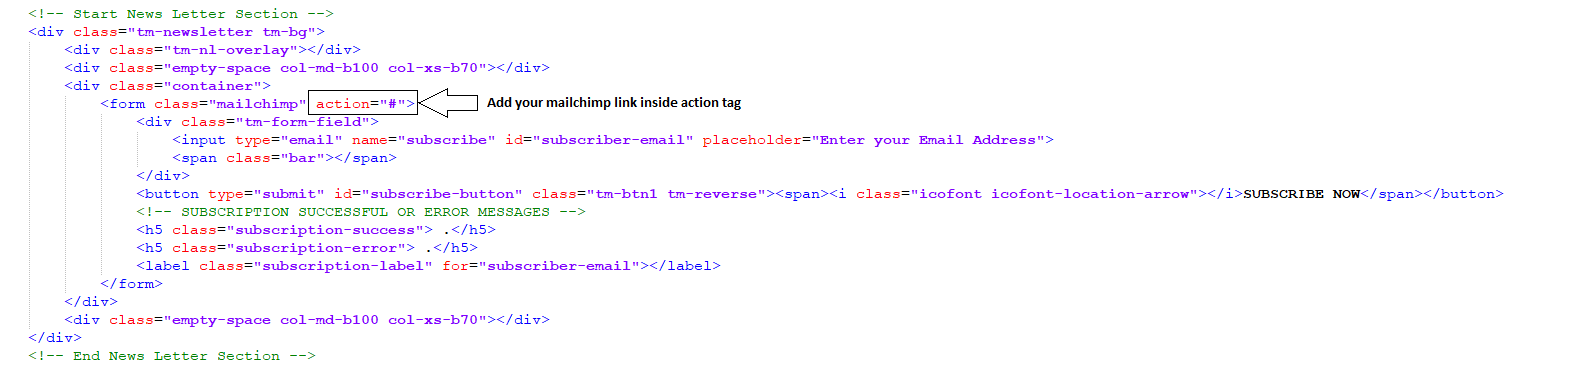 <!-- Start News Letter Section -->
<div class="tm-newsletter tm-bg">
<div class="tm-nl-overlay"></div>
<div class="empty-space col-md-b100 col-xs-b70"></div>
<div class="container">
<form class="mailchimp" action="#"> Add your mailchimp link inside action tag
<div class="tm-form-field">
<input type="email" name="subscribe" id="subscriber-email" placeholder="Enter your Email Address">
<span class="bar"></span>
</div>
<button type="submit" id="subscribe-button" class="tm-btn1 tm-reverse"><span><i class="icofont icofont-location-arrow"></i>SUBSCRIBE NOW</span></button>
<!-- SUBSCRIPTION SUCCESSFUL OR ERROR MESSAGES -->
<h5 class="subscription-success"> .</h5>
<h5 class="subscription-error"> .</h5>
<label class="subscription-label" for="subscriber-email"></label>
</form>
</div>
<div class="empty-space col-md-b100 col-xs-b70"></div>
</div>
<!-- End News Letter Section -->